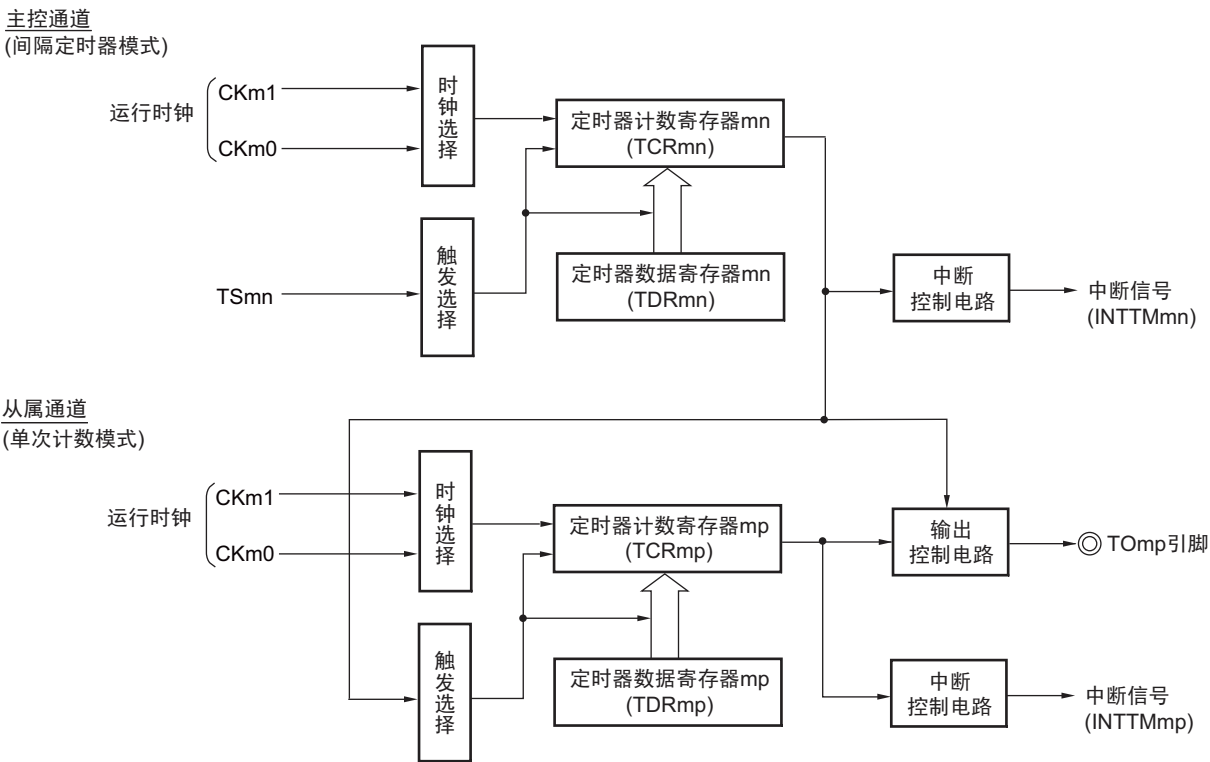 主控通道
(间隔定时器模式)
运行时钟
CKm1
CKm0
时钟选择
定时器计数寄存器mn
(TCRmn)
TSmn
触发选择
定时器数据寄存器mn
(TDRmn)
中断
控制电路
中断信号
(INTTMmn)
从属通道
(单次计数模式)
运行时钟
CKm1
CKm0
时钟选择
定时器计数寄存器mp
(TCRmp)
输出
控制电路
TOmp引脚
触发选择
定时器数据寄存器mp
(TDRmp)
中断
控制电路
中断信号
(INTTMmp)